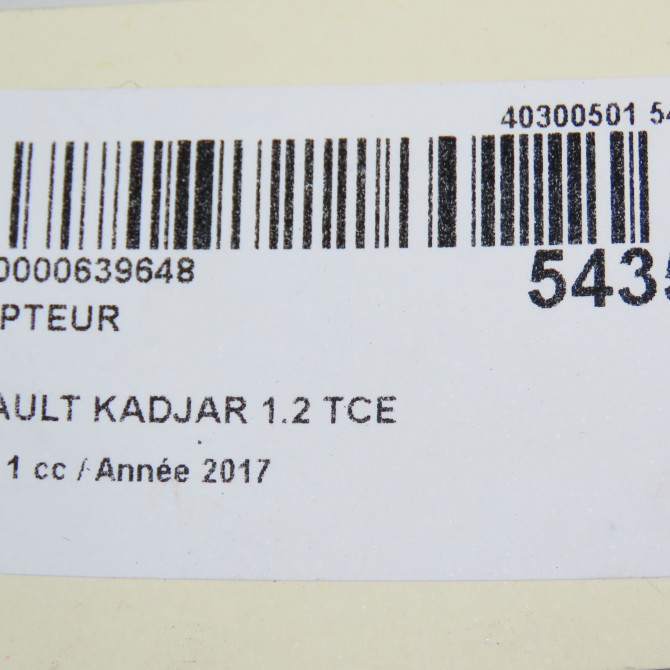 40300501 54
0000639648
5435
PTEUR
AULT KADJAR 1.2 TCE
1 cc / Année 2017